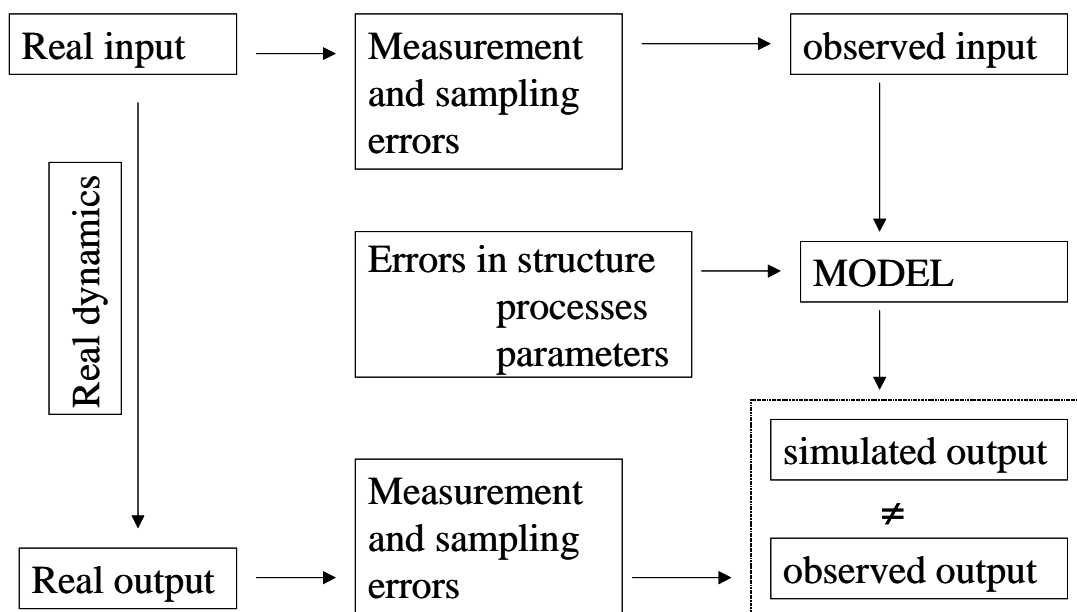 Real input
Measurement
and sampling
errors
observed input
Real dynamics
Errors in structure
processes
parameters
MODEL
simulated output
≠
observed output
Measurement
and sampling
errors
Real output